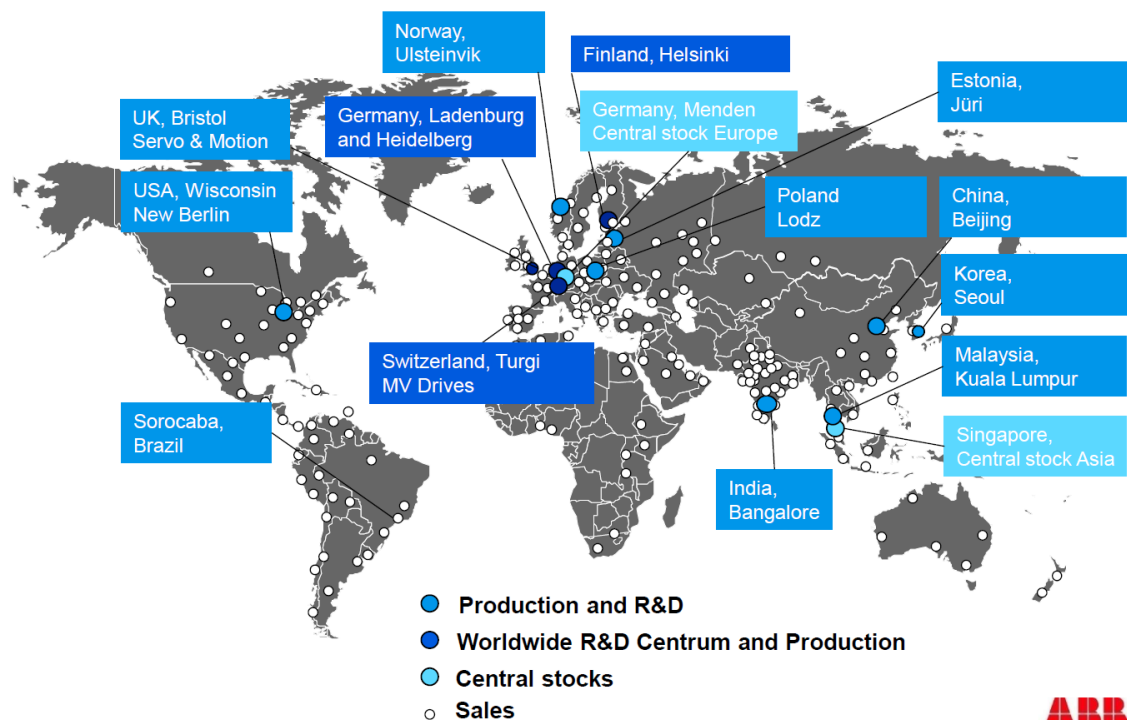 Norway,
Ulsteinvik
Finland, Helsinki
Estonia,
Jüri
UK, Bristol
Servo & Motion
Germany, Ladenburg
and Heidelberg
Germany, Menden
Central stock Europe
USA, Wisconsin
New Berlin
Poland
Lodz
China,
Beijing
Korea,
Seoul
Switzerland, Turgi
MV Drives
Malaysia,
Kuala Lumpur
Sorocaba,
Brazil
Singapore,
Central stock Asia
India,
Bangalore
Production and R&D
Worldwide R&D Centrum and Production
Central stocks
Sales
ABB